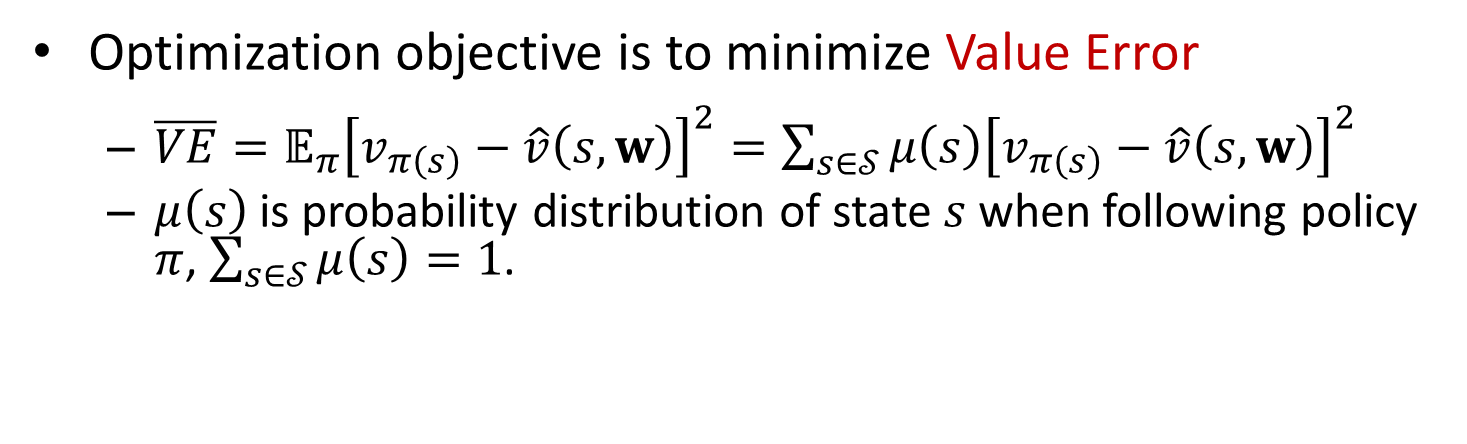 • Optimization objective is to minimize Value Error
– $\overline{VE} = \mathbb{E}_\pi[v_{\pi(s)} - \hat{v}(s, \mathbf{w})]^2 = \sum_{s \in \mathcal{S}} \mu(s)[v_{\pi(s)} - \hat{v}(s, \mathbf{w})]^2$
– $\mu(s)$ is probability distribution of state $s$ when following policy
$\pi, \sum_{s \in \mathcal{S}} \mu(s) = 1.$